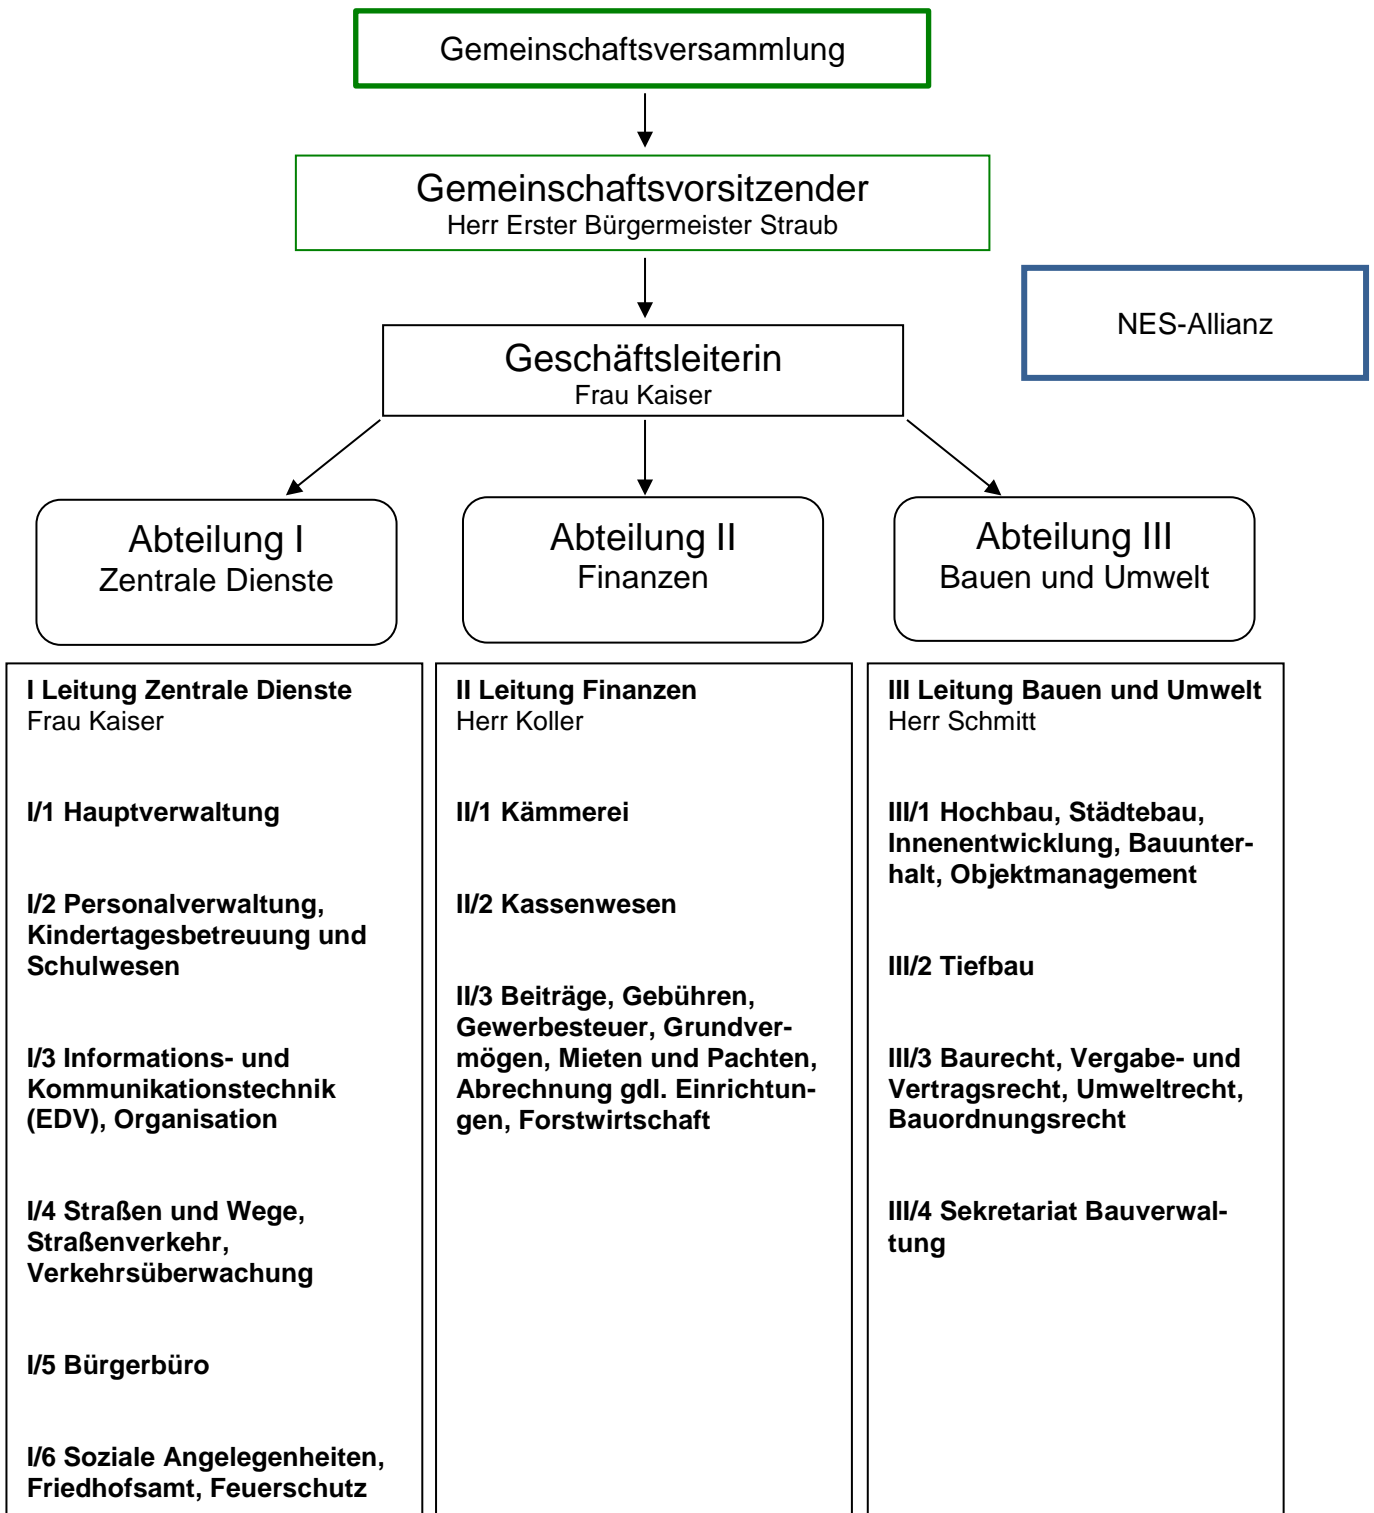 Gemeinschaftsversammlung
Gemeinschaftsvorsitzender
Herr Erster Bürgermeister Straub
NES-Allianz
Geschäftsleiterin
Frau Kaiser
Abteilung I
Zentrale Dienste
Abteilung II
Finanzen
Abteilung III
Bauen und Umwelt
I Leitung Zentrale Dienste
Frau Kaiser
I/1 Hauptverwaltung
I/2 Personalverwaltung,
Kindertagesbetreuung und
Schulwesen
I/3 Informations- und
Kommunikationstechnik
(EDV), Organisation
I/4 Straßen und Wege,
Straßenverkehr,
Verkehrsüberwachung
I/5 Bürgerbüro
I/6 Soziale Angelegenheiten,
Friedhofsamt, Feuerschutz
II Leitung Finanzen
Herr Koller
II/1 Kämmerei
II/2 Kassenwesen
II/3 Beiträge, Gebühren,
Gewerbesteuer, Grundver-
mögen, Mieten und Pachten,
Abrechnung gdl. Einrichtun-
gen, Forstwirtschaft
III Leitung Bauen und Umwelt
Herr Schmitt
III/1 Hochbau, Städtebau,
Innenentwicklung, Bauunter-
halt, Objektmanagement
III/2 Tiefbau
III/3 Baurecht, Vergabe- und
Vertragsrecht, Umweltrecht,
Bauordnungsrecht
III/4 Sekretariat Bauverwal-
tung